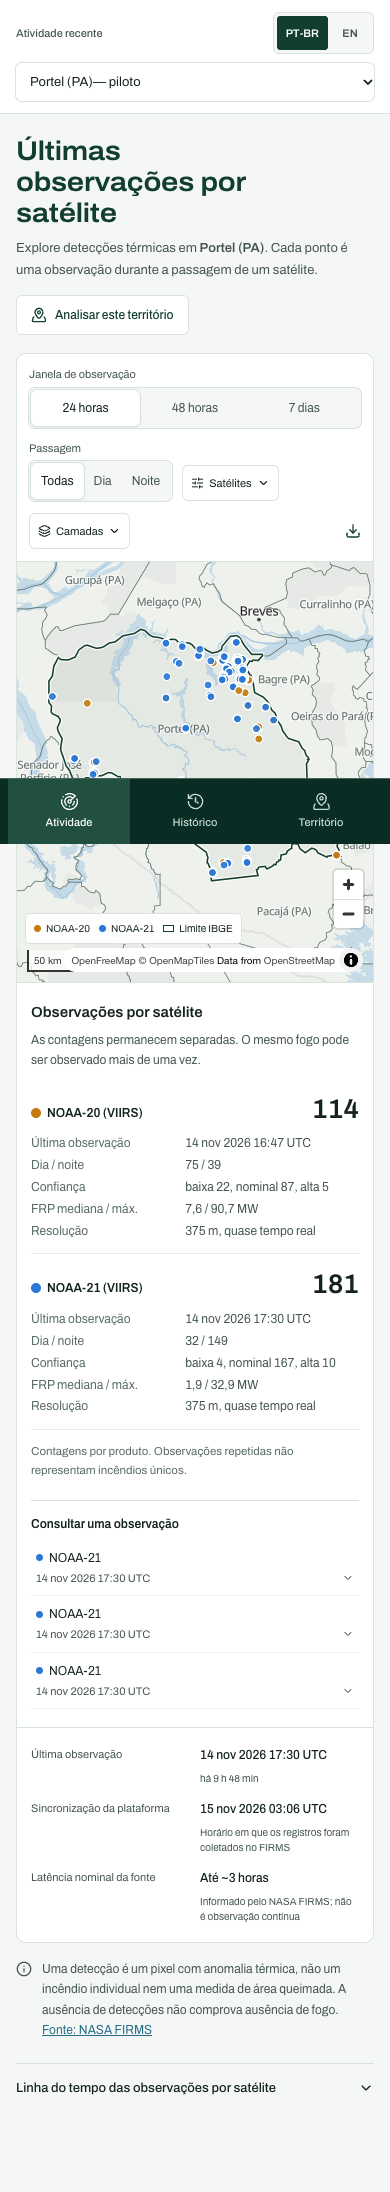 Atividade recente
PT-BR
EN
Portel (PA)— piloto
Últimas
observações por
satélite
Explore detecções térmicas em Portel (PA). Cada ponto é
uma observação durante a passagem de um satélite.
Analisar este território
Janela de observação
24 horas
48 horas
7 dias
Passagem
Todas
Dia
Noite
Satélites
Camadas
Gurupá (PA)
Melgaço (PA)
Breves
Curralinho (PA)
Bagre (PA)
Oeiras do Pará (F
Portel (PA)
Senador José
Porfírio (PA)
Atividade
Histórico
Território
Pacajá (PA)
NOAA-20
NOAA-21
Limite IBGE
50 km
OpenFreeMap © OpenMapTiles Data from OpenStreetMap
Observações por satélite
As contagens permanecem separadas. O mesmo fogo pode
ser observado mais de uma vez.
NOAA-20 (VIIRS)
114
Última observação
14 nov 2026 16:47 UTC
Dia / noite
75 / 39
Confiança
baixa 22, nominal 87, alta 5
FRP mediana / máx.
7,6 / 90,7 MW
Resolução
375 m, quase tempo real
NOAA-21 (VIIRS)
181
Última observação
14 nov 2026 17:30 UTC
Dia / noite
32 / 149
Confiança
baixa 4, nominal 167, alta 10
FRP mediana / máx.
1,9 / 32,9 MW
Resolução
375 m, quase tempo real
Contagens por produto. Observações repetidas não
representam incêndios únicos.
Consultar uma observação
NOAA-21
14 nov 2026 17:30 UTC
NOAA-21
14 nov 2026 17:30 UTC
NOAA-21
14 nov 2026 17:30 UTC
Última observação
14 nov 2026 17:30 UTC
há 9 h 48 min
Sincronização da plataforma
15 nov 2026 03:06 UTC
Horário em que os registros foram
coletados no FIRMS
Latência nominal da fonte
Até ~3 horas
Informado pelo NASA FIRMS; não
é observação contínua
Uma detecção é um pixel com anomalia térmica, não um
incêndio individual nem uma medida de área queimada. A
ausência de detecções não comprova ausência de fogo.
Fonte: NASA FIRMS
Linha do tempo das observações por satélite